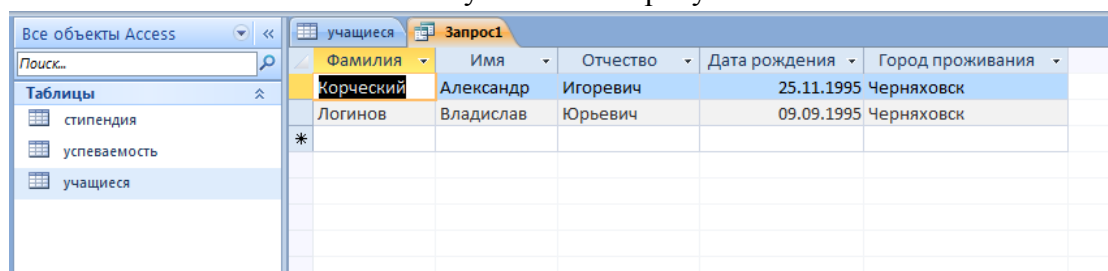 Все объекты Access « учащиеся Запрос1
Поиск... Фамилия Имя Отчество Дата рождения Город проживания
Таблицы Корческий Александр Игоревич 25.11.1995 Черняховск
стипендия Логинов Владислав Юрьевич 09.09.1995 Черняховск
успеваемость
учащиеся